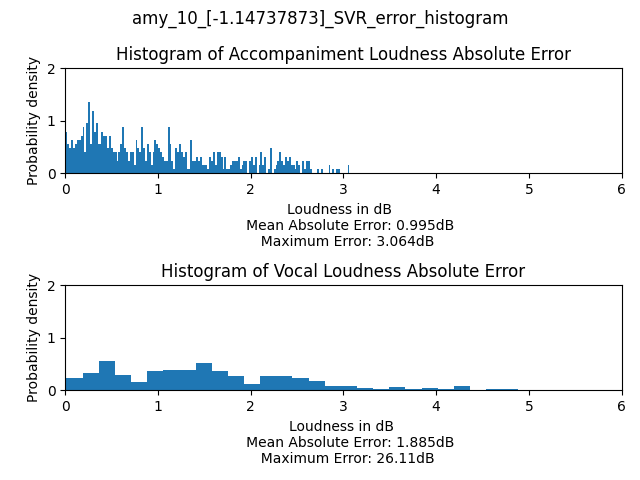 amy_10_[-1.14737873]_SVR_error_histogram
Histogram of Accompaniment Loudness Absolute Error
Probability density
2
1
0
0 1 2 3 4 5 6
Loudness in dB
Mean Absolute Error: 0.995dB
Maximum Error: 3.064dB
Histogram of Vocal Loudness Absolute Error
Probability density
2
1
0
0 1 2 3 4 5 6
Loudness in dB
Mean Absolute Error: 1.885dB
Maximum Error: 26.11dB